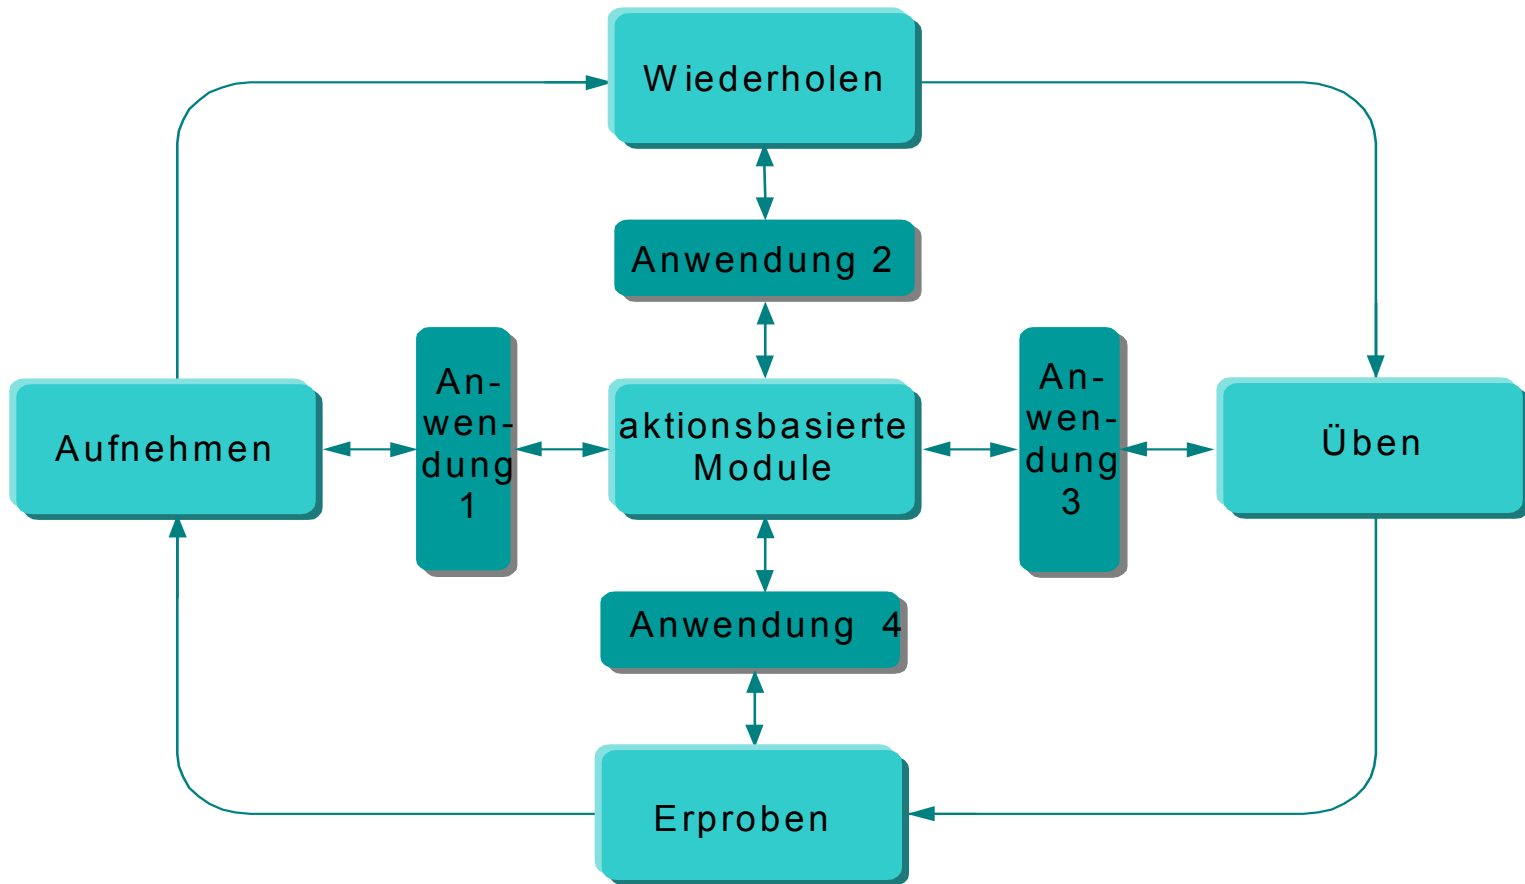 Wiederholen
Anwendung 2
An-
wen-
dung
1
An-
wen-
dung
3
Aufnehmen
aktionsbasierte
Module
Üben
Anwendung 4
Erproben